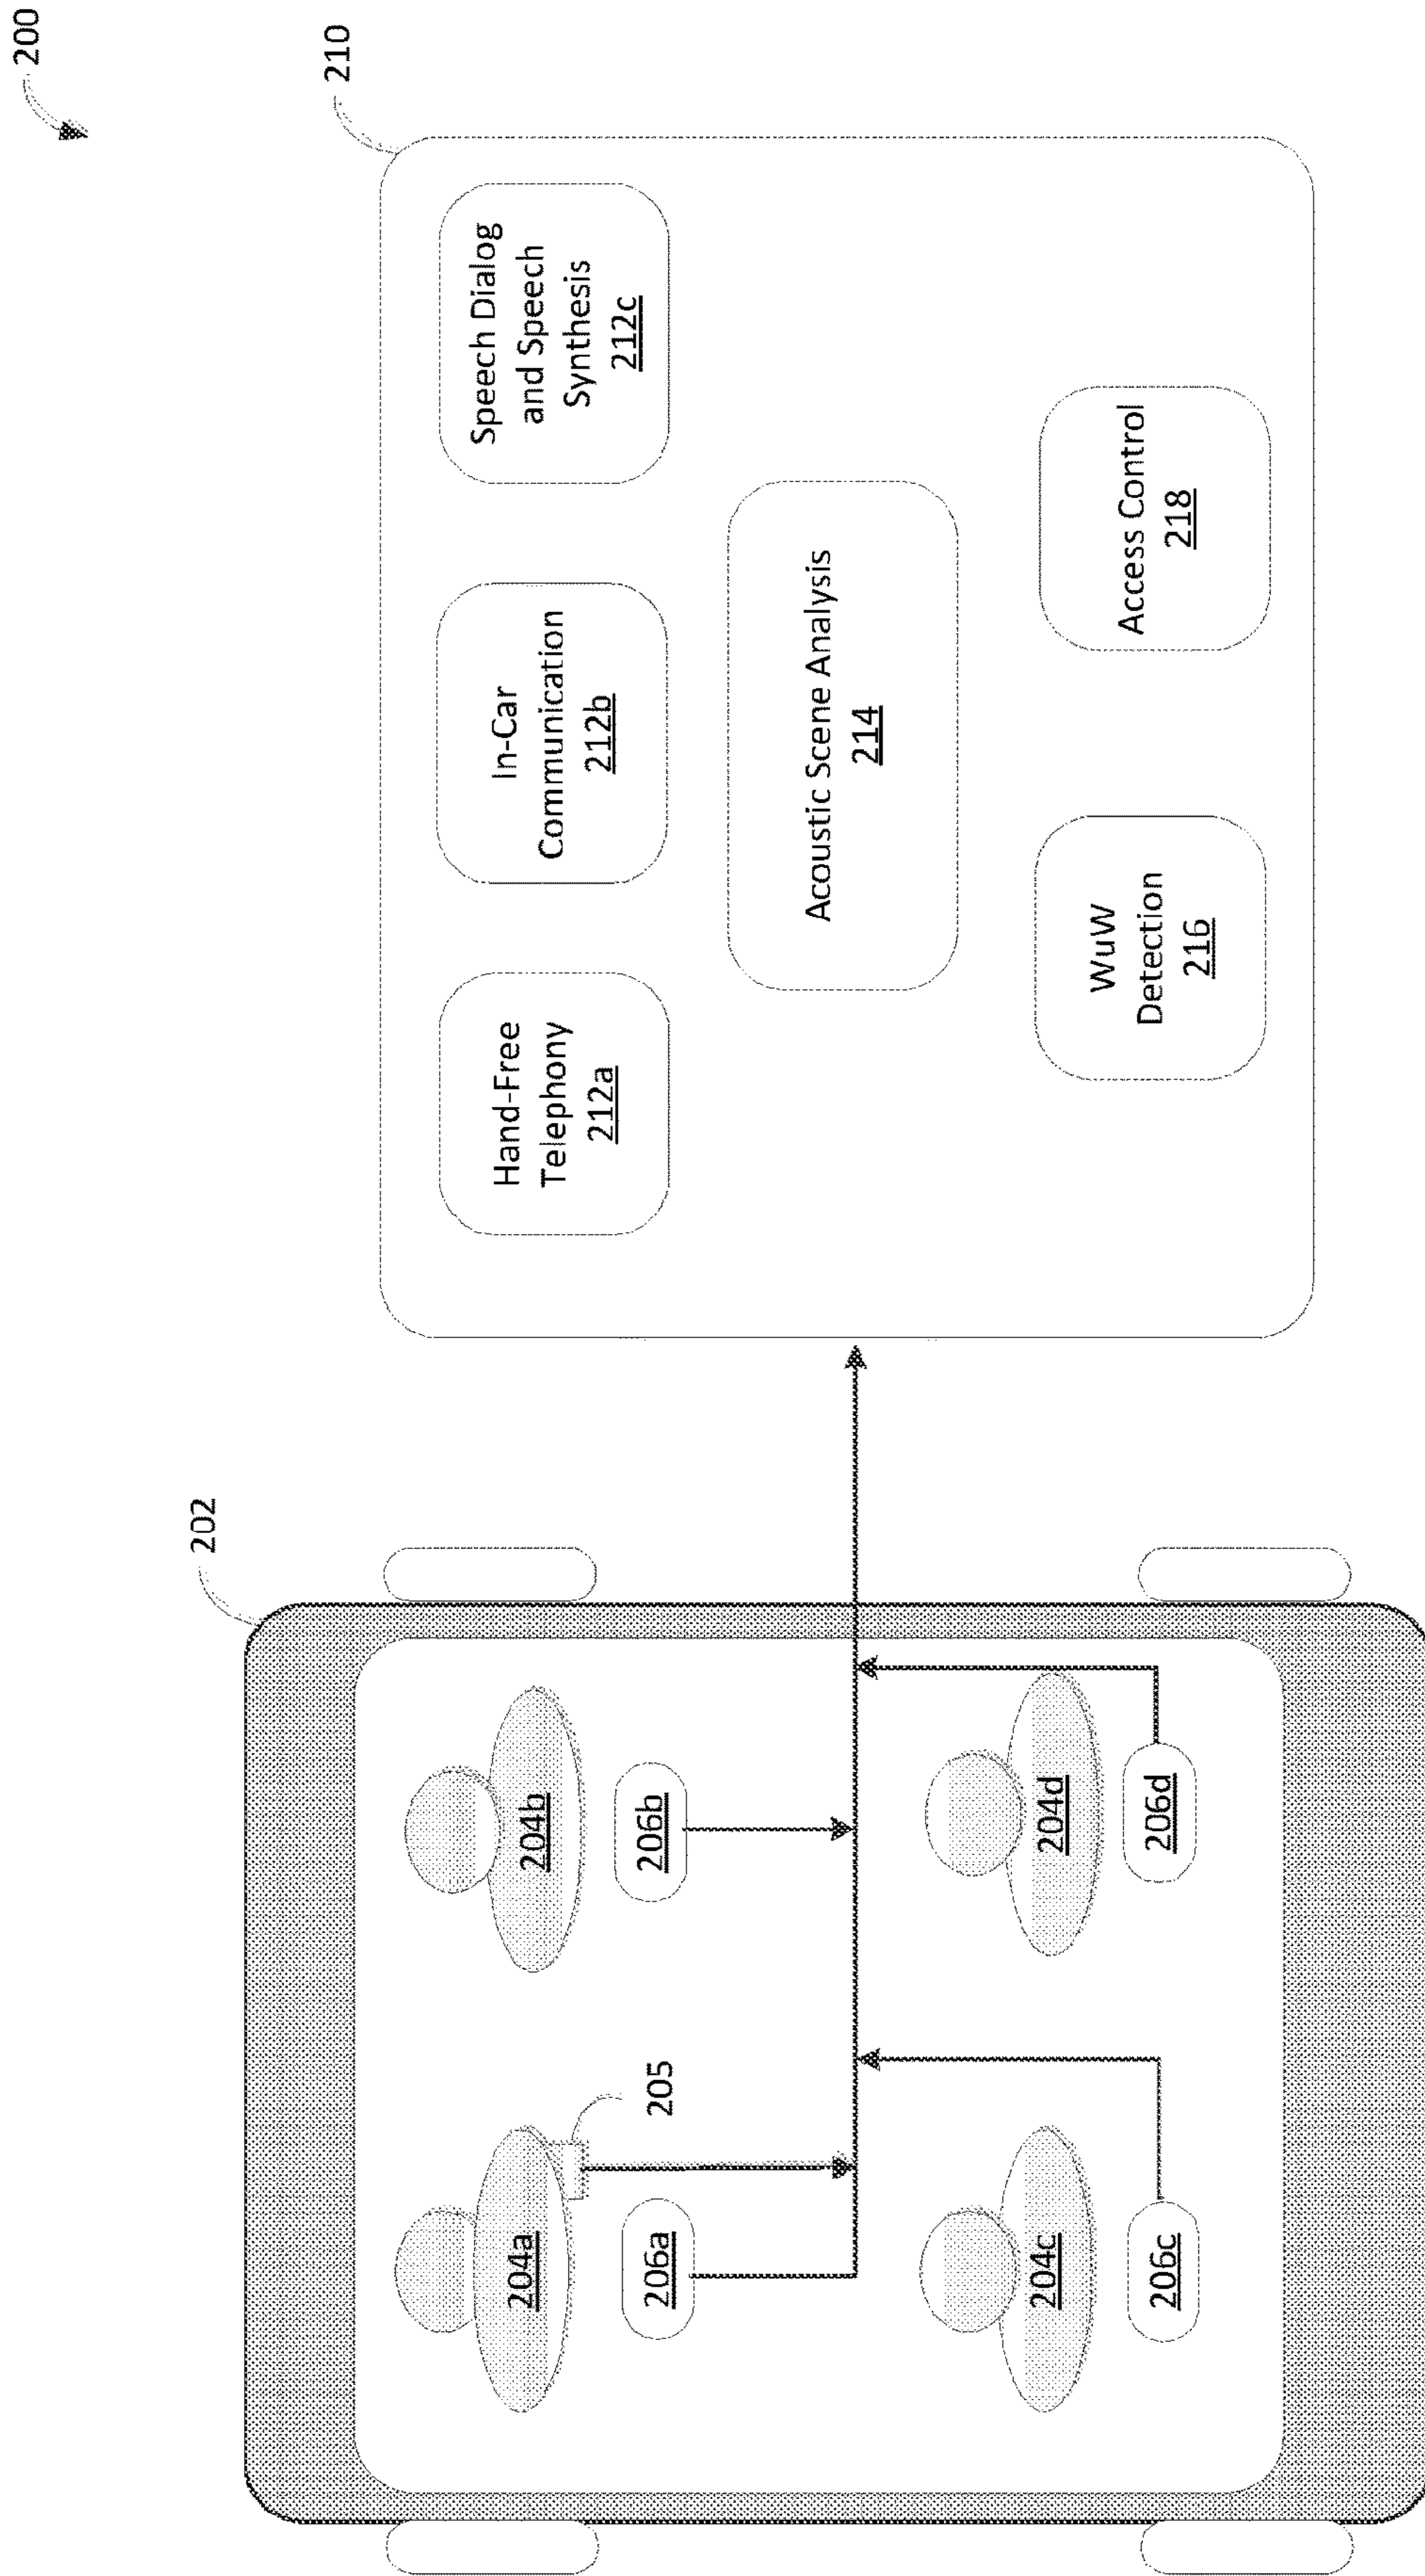 200
202
210
204a
205
206a
204b
206b
204c
206c
204d
206d
Hand-Free
Telephony
212a
In-Car
Communication
212b
Speech Dialog
and Speech
Synthesis
212c
Acoustic Scene Analysis
214
WuW
Detection
216
Access Control
218